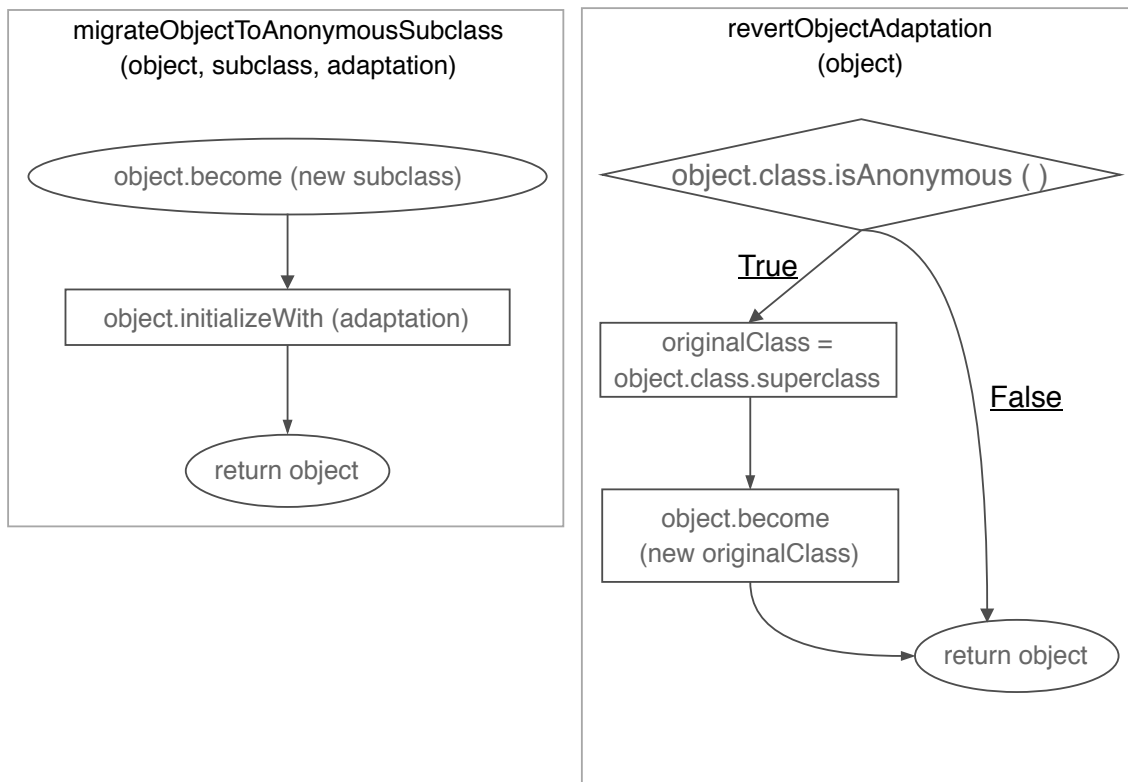 migrateObjectToAnonymousSubclass
(object, subclass, adaptation)
object.become (new subclass)
object.initializeWith (adaptation)
return object
revertObjectAdaptation
(object)
object.class.isAnonymous ( )
True
originalClass =
object.class.superclass
False
object.become
(new originalClass)
return object